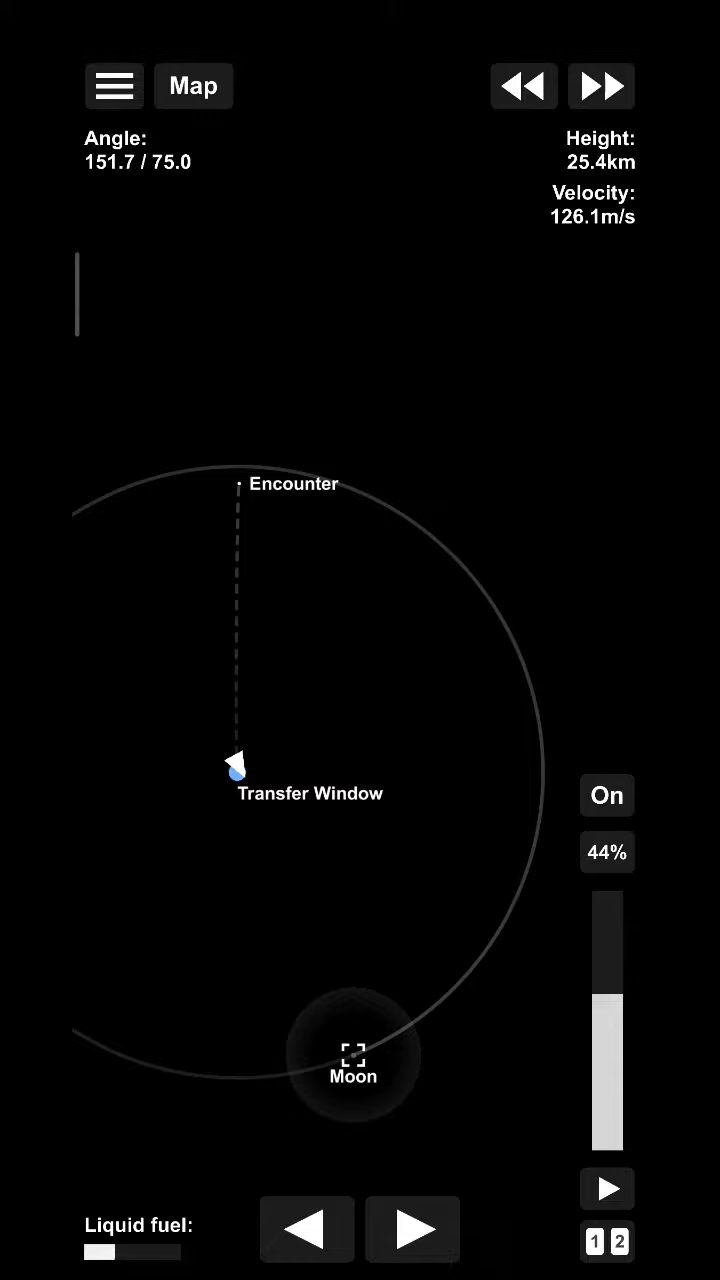 Map
Angle:
151.7 / 75.0
Height:
25.4km
Velocity:
126.1m/s
Encounter
Transfer Window
On
44%
Moon
Liquid fuel:
1 2